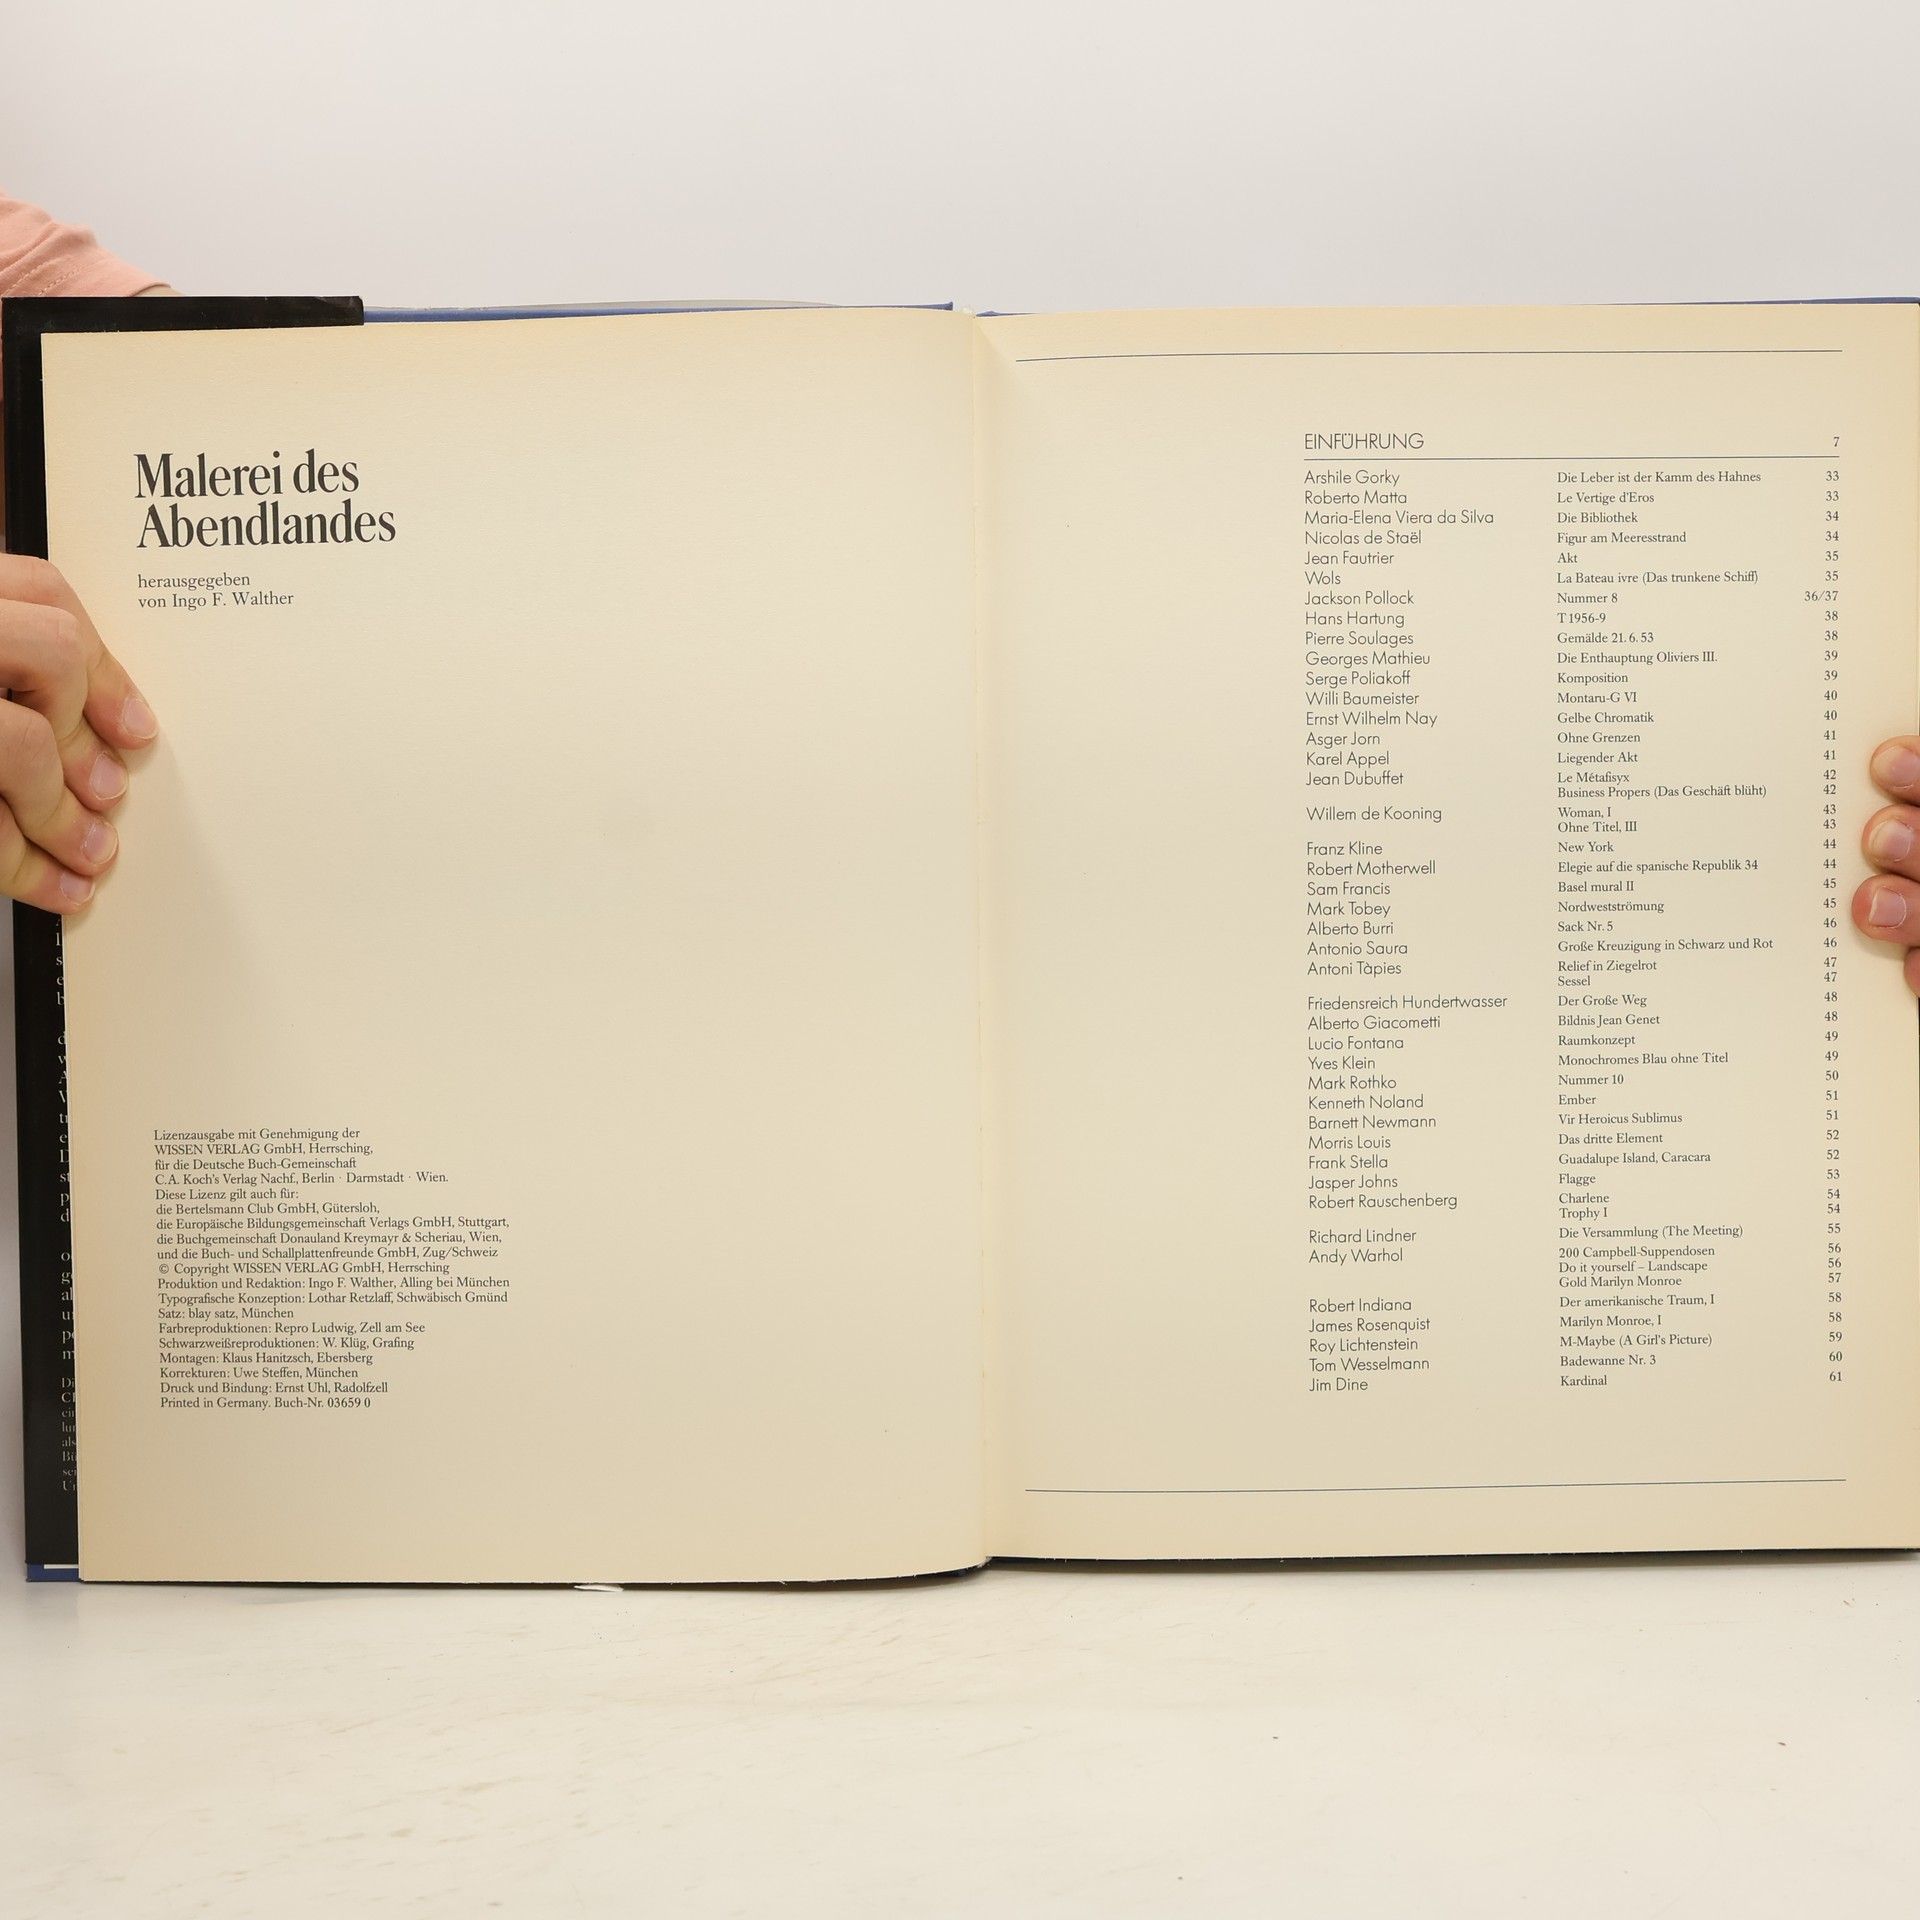 Malerei des
Abendlandes
herausgegeben
von Ingo F. Walther
Lizenzausgabe mit Genehmigung der
WISSEN VERLAG GmbH, Herrsching,
für die Deutsche Buch-Gemeinschaft
C.A. Koch's Verlag Nachf., Berlin · Darmstadt · Wien.
Diese Lizenz gilt auch für:
die Bertelsmann Club GmbH, Gütersloh,
die Europäische Bildungsgemeinschaft Verlags GmbH, Stuttgart,
die Buchgemeinschaft Donauland Kreymayr & Scheriau, Wien,
und die Buch- und Schallplattenfreunde GmbH, Zug/Schweiz
© Copyright WISSEN VERLAG GmbH, Herrsching
Produktion und Redaktion: Ingo F. Walther, Alling bei München
Typografische Konzeption: Lothar Retzlaff, Schwäbisch Gmünd
Satz: blay satz, München
Farbreproduktionen: Repro Ludwig, Zell am See
Schwarzweißreproduktionen: W. Klüg, Grafing
Montagen: Klaus Hanitzsch, Ebersberg
Korrekturen: Uwe Steffen, München
Druck und Bindung: Ernst Uhl, Radolfzell
Printed in Germany. Buch-Nr. 03659 0
EINFÜHRUNG 7
Arshile Gorky Die Leber ist der Kamm des Hahnes 33
Roberto Matta Le Vertige d'Eros 33
Maria-Elena Viera da Silva Die Bibliothek 34
Nicolas de Staël Figur am Meeresstrand 34
Jean Fautrier Akt 35
Wols La Bateau ivre (Das trunkene Schiff) 35
Jackson Pollock Nummer 8 36/37
Hans Hartung T 1956-9 38
Pierre Soulages Gemälde 21. 6. 53 38
Georges Mathieu Die Enthauptung Oliviers III. 39
Serge Poliakoff Komposition 39
Willi Baumeister Montaru-G VI 40
Ernst Wilhelm Nay Gelbe Chromatik 40
Asger Jorn Ohne Grenzen 41
Karel Appel Liegender Akt 41
Jean Dubuffet Le Métafisyx 42
Business Propers (Das Geschäft blüht) 42
Willem de Kooning Woman, I 43
Ohne Titel, III 43
Franz Kline New York 44
Robert Motherwell Elegie auf die spanische Republik 34 44
Sam Francis Basel mural II 45
Mark Tobey Nordwestströmung 45
Alberto Burri Sack Nr. 5 46
Antonio Saura Große Kreuzigung in Schwarz und Rot 46
Antoni Tàpies Relief in Ziegelrot 47
Sessel 47
Friedensreich Hundertwasser Der Große Weg 48
Alberto Giacometti Bildnis Jean Genet 48
Lucio Fontana Raumkonzept 49
Yves Klein Monochromes Blau ohne Titel 49
Mark Rothko Nummer 10 50
Kenneth Noland Ember 51
Barnett Newmann Vir Heroicus Sublimus 51
Morris Louis Das dritte Element 52
Frank Stella Guadalupe Island, Caracara 52
Jasper Johns Flagge 53
Robert Rauschenberg Charlene 54
Trophy I 54
Richard Lindner Die Versammlung (The Meeting) 55
Andy Warhol 200 Campbell-Suppendosen 56
Do it yourself – Landscape 56
Gold Marilyn Monroe 57
Robert Indiana Der amerikanische Traum, I 58
James Rosenquist Marilyn Monroe, I 58
Roy Lichtenstein M-Maybe (A Girl's Picture) 59
Tom Wesselmann Badewanne Nr. 3 60
Jim Dine Kardinal 61